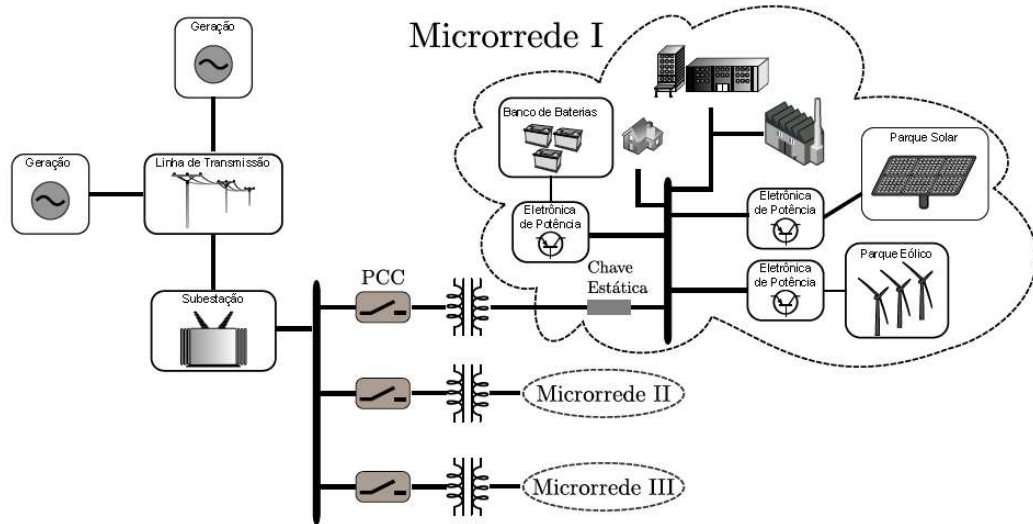 Geração
Microrrede I
Banco de Baterias
Geração
Linha de Transmissão
Parque Solar
Eletrônica
de Potência
Eletrônica
de Potência
Parque Eólico
Chave
Estática
Eletrônica
de Potência
PCC
Subestação
Microrrede II
Microrrede III